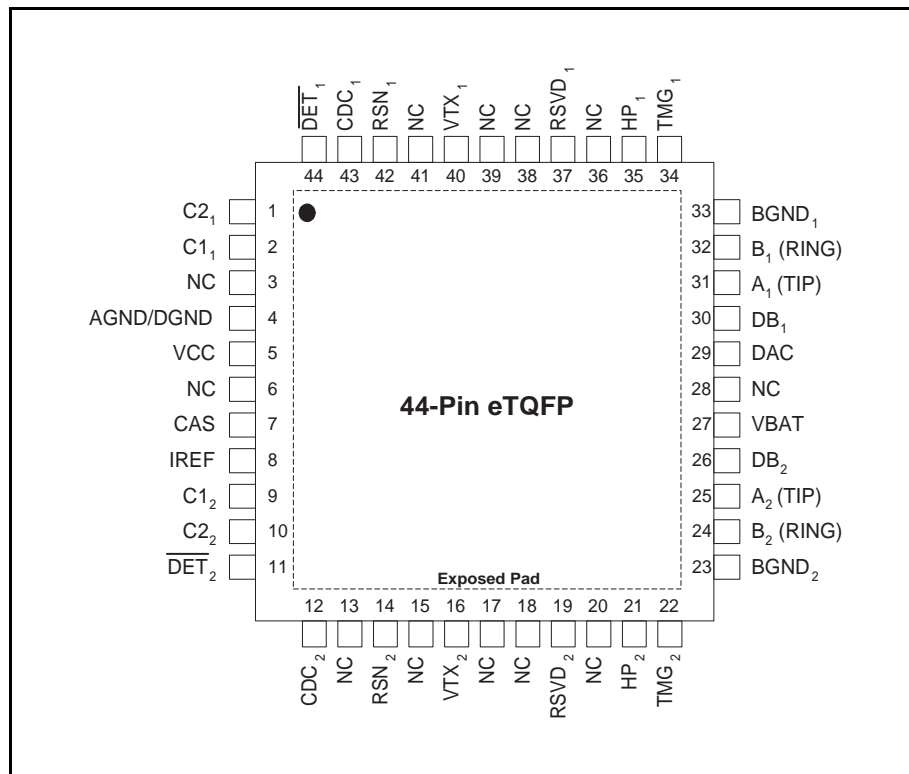 DET₁
CDC₁
RSN₁
NC
VTX₁
NC
NC
RSVD₁
NC
HP₁
TMG₁
44 43 42 41 40 39 38 37 36 35 34
C2₁ 1
C1₁ 2
NC 3
AGND/DGND 4
VCC 5
NC 6
CAS 7
IREF 8
C1₂ 9
C2₂ 10
DET₂ 11
44-Pin eTQFP
33 BGND₁
32 B₁ (RING)
31 A₁ (TIP)
30 DB₁
29 DAC
28 NC
27 VBAT
26 DB₂
25 A₂ (TIP)
24 B₂ (RING)
23 BGND₂
Exposed Pad
12 13 14 15 16 17 18 19 20 21 22
CDC₂
NC
RSN₂
NC
VTX₂
NC
NC
RSVD₂
NC
HP₂
TMG₂